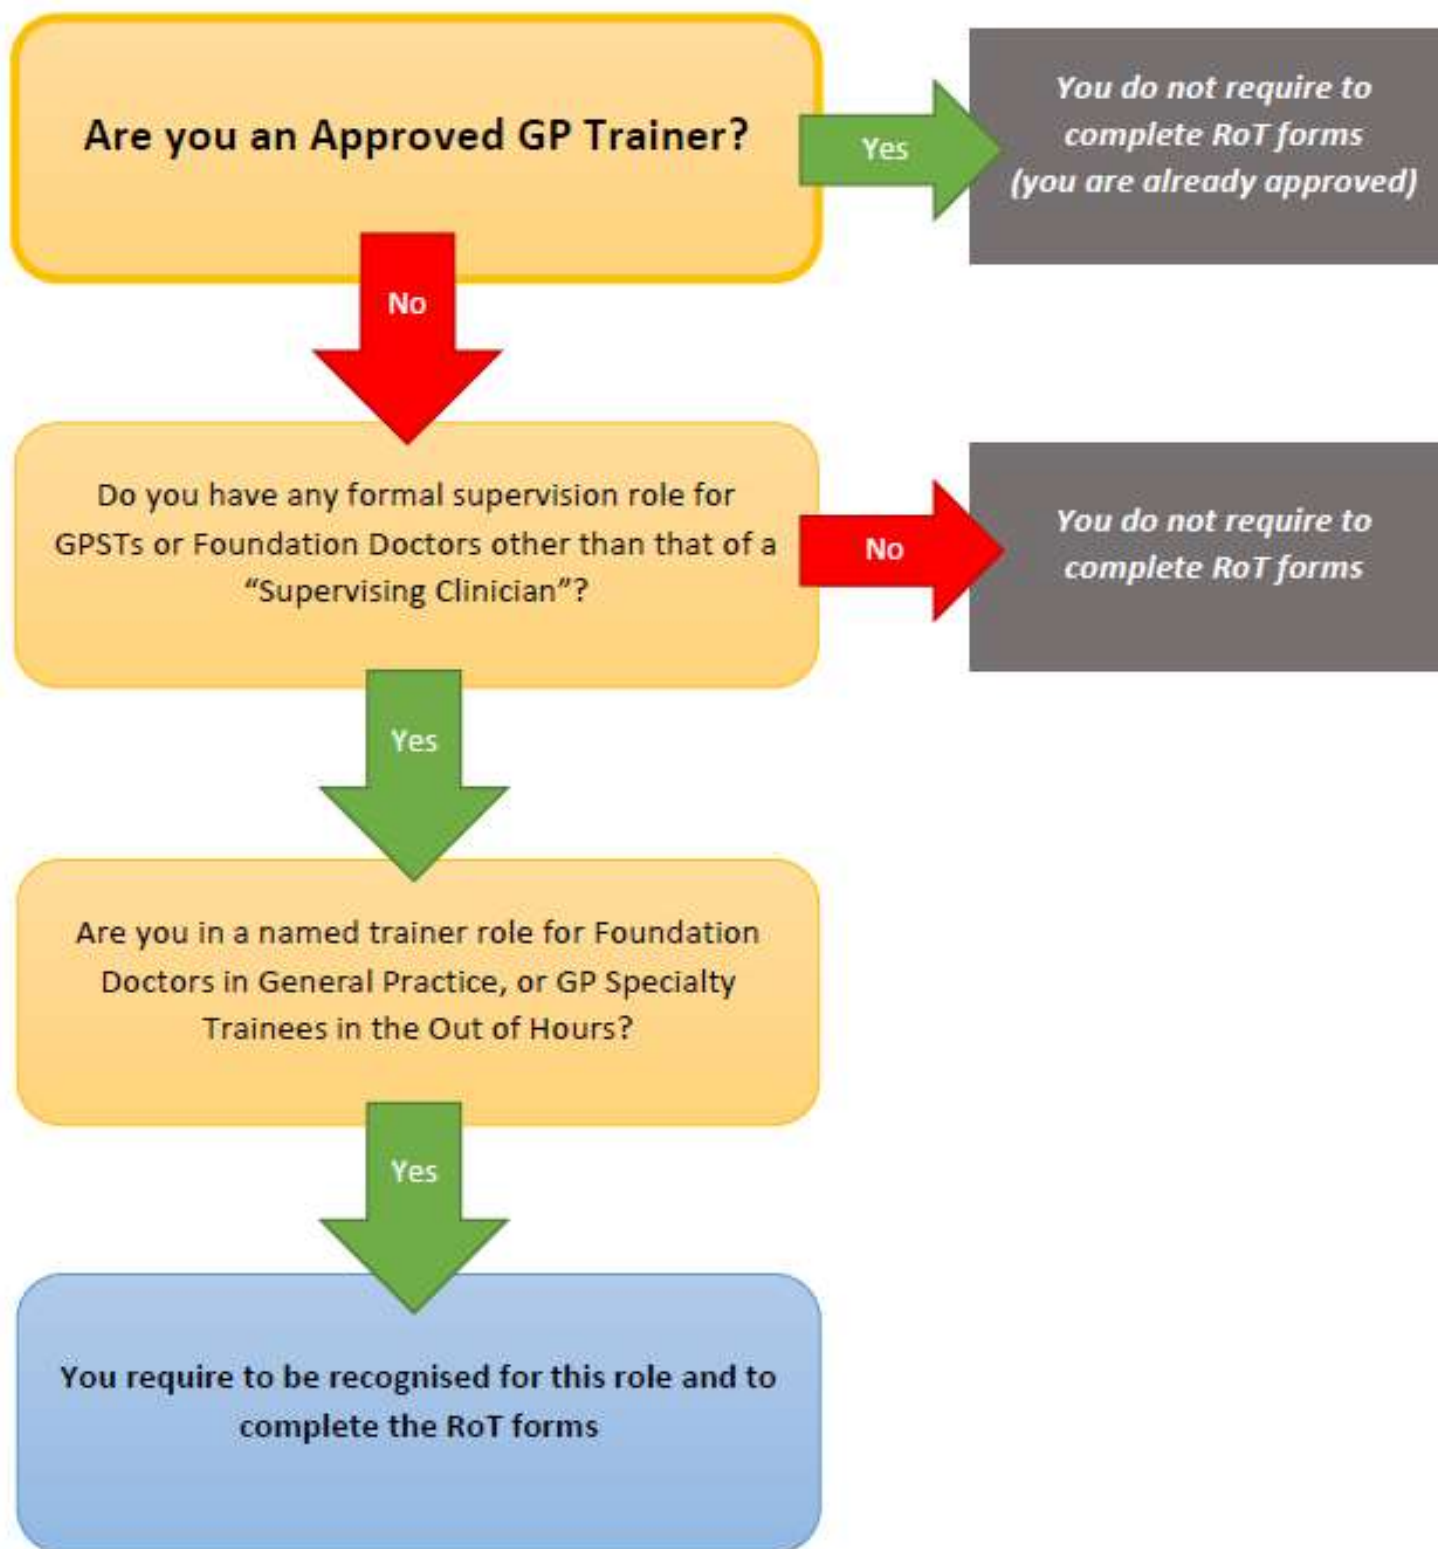 Are you an Approved GP Trainer?
Yes
You do not require to
complete RoT forms
(you are already approved)
No
Do you have any formal supervision role for
GPSTs or Foundation Doctors other than that of a
“Supervising Clinician”?
No
You do not require to
complete RoT forms
Yes
Are you in a named trainer role for Foundation
Doctors in General Practice, or GP Specialty
Trainees in the Out of Hours?
Yes
You require to be recognised for this role and to
complete the RoT forms